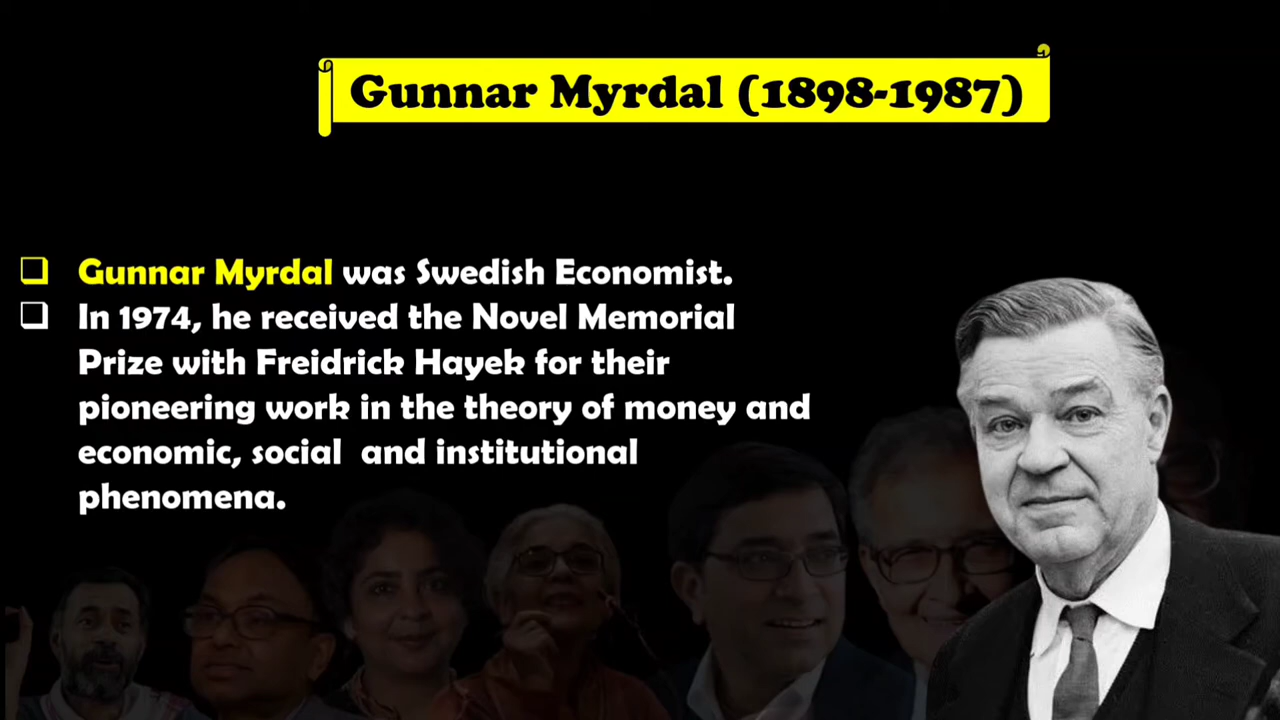 Gunnar Myrdal (1898-1987)
Gunnar Myrdal was Swedish Economist.
In 1974, he received the Novel Memorial
Prize with Freidrick Hayek for their
pioneering work in the theory of money and
economic, social and institutional
phenomena.